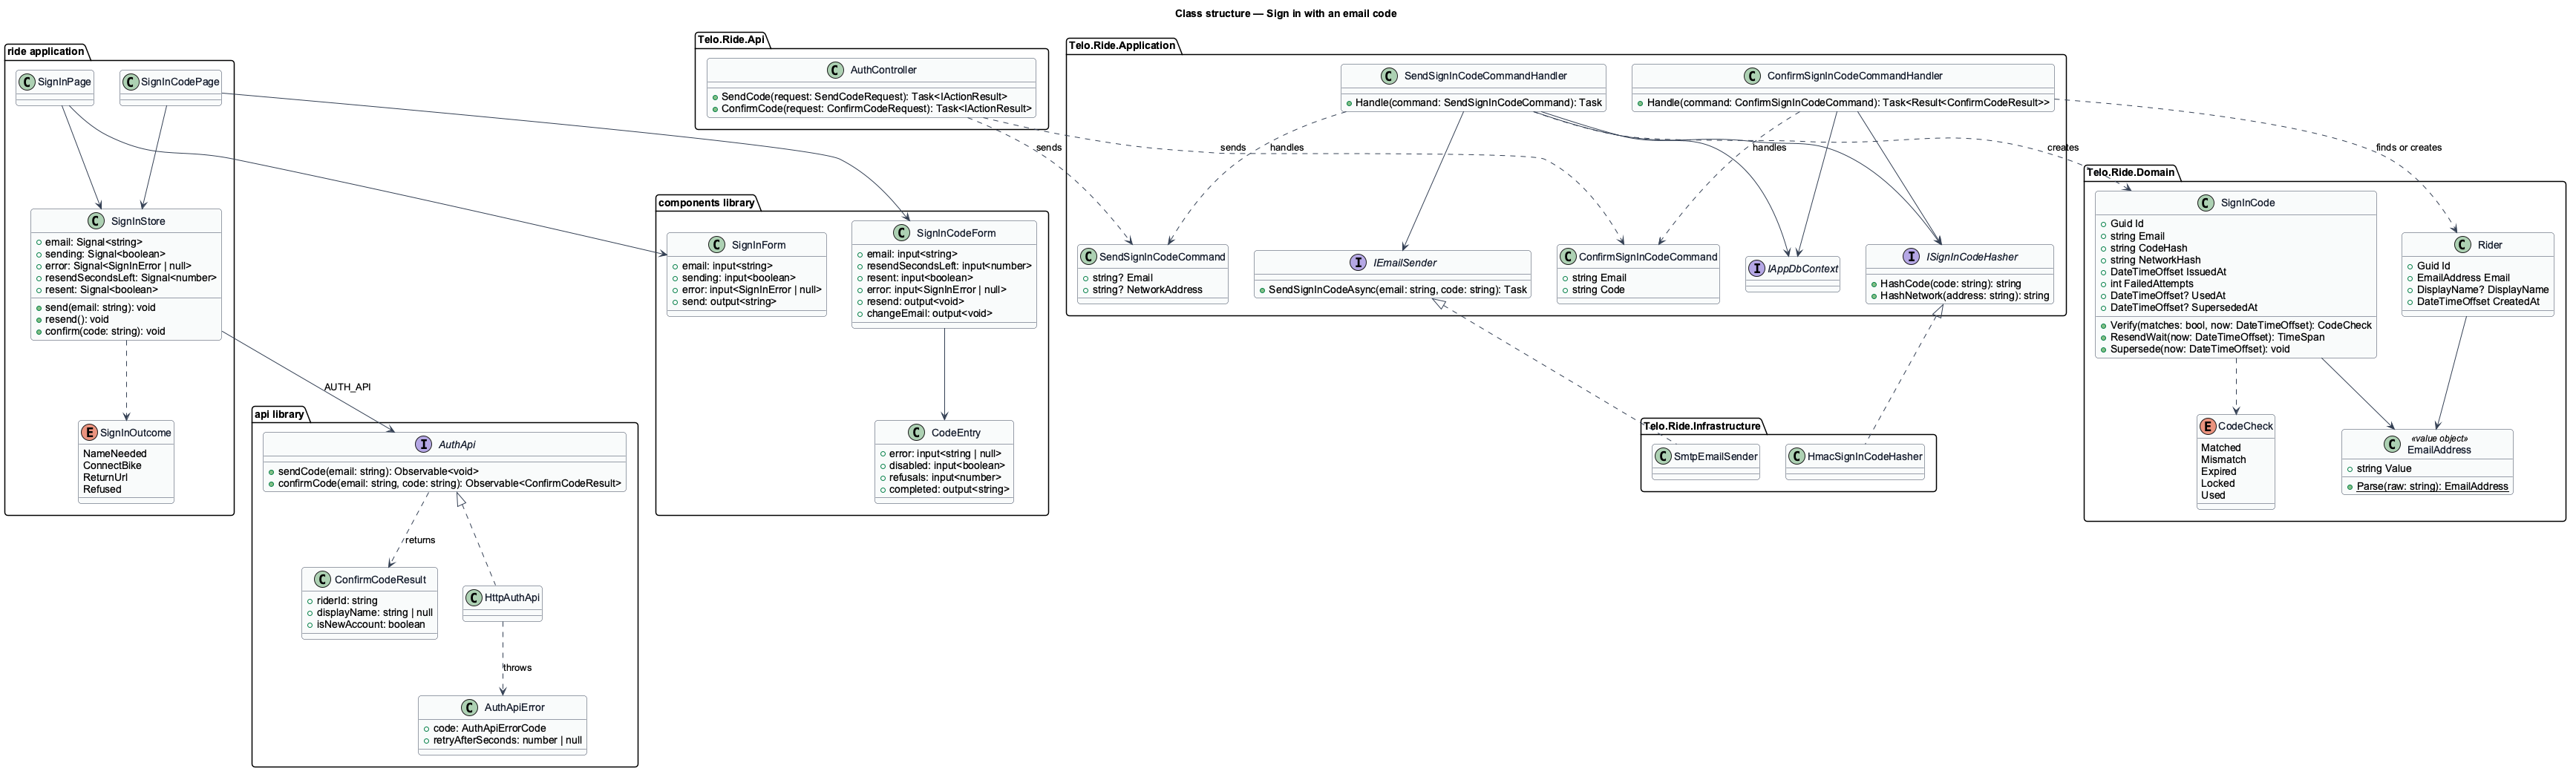 Class structure — Sign in with an email code
ride application
C SignInPage
C SignInCodePage
C SignInStore
email: Signal<string>
sending: Signal<boolean>
error: Signal<SignInError | null>
resendSecondsLeft: Signal<number>
resent: Signal<boolean>
send(email: string): void
resend(): void
confirm(code: string): void
E SignInOutcome
NameNeeded
ConnectBike
ReturnUrl
Refused
AUTH_API
api library
I AuthApi
sendCode(email: string): Observable<void>
confirmCode(email: string, code: string): Observable<ConfirmCodeResult>
returns
C ConfirmCodeResult
riderId: string
displayName: string | null
isNewAccount: boolean
C HttpAuthApi
throws
C AuthApiError
code: AuthApiErrorCode
retryAfterSeconds: number | null
Telo.Ride.Api
C AuthController
SendCode(request: SendCodeRequest): Task<IActionResult>
ConfirmCode(request: ConfirmCodeRequest): Task<IActionResult>
sends
sends
components library
C SignInForm
email: input<string>
sending: input<boolean>
error: input<SignInError | null>
send: output<string>
C SignInCodeForm
email: input<string>
resendSecondsLeft: input<number>
resent: input<boolean>
error: input<SignInError | null>
resend: output<void>
changeEmail: output<void>
C CodeEntry
error: input<string | null>
disabled: input<boolean>
refusals: input<number>
completed: output<string>
Telo.Ride.Application
C SendSignInCodeCommandHandler
Handle(command: SendSignInCodeCommand): Task
C ConfirmSignInCodeCommandHandler
Handle(command: ConfirmSignInCodeCommand): Task<Result<ConfirmCodeResult>>
handles
handles
creates
finds or creates
C SendSignInCodeCommand
string? Email
string? NetworkAddress
I IEmailSender
SendSignInCodeAsync(email: string, code: string): Task
C ConfirmSignInCodeCommand
string Email
string Code
I IAppDbContext
I ISignInCodeHasher
HashCode(code: string): string
HashNetwork(address: string): string
Telo.Ride.Infrastructure
C SmtpEmailSender
C HmacSignInCodeHasher
Telo.Ride.Domain
C SignInCode
Guid Id
string Email
string CodeHash
string NetworkHash
DateTimeOffset IssuedAt
int FailedAttempts
DateTimeOffset? UsedAt
DateTimeOffset? SupersededAt
Verify(matches: bool, now: DateTimeOffset): CodeCheck
ResendWait(now: DateTimeOffset): TimeSpan
Supersede(now: DateTimeOffset): void
C Rider
Guid Id
EmailAddress Email
DisplayName? DisplayName
DateTimeOffset CreatedAt
E CodeCheck
Matched
Mismatch
Expired
Locked
Used
C «value object»
EmailAddress
string Value
Parse(raw: string): EmailAddress